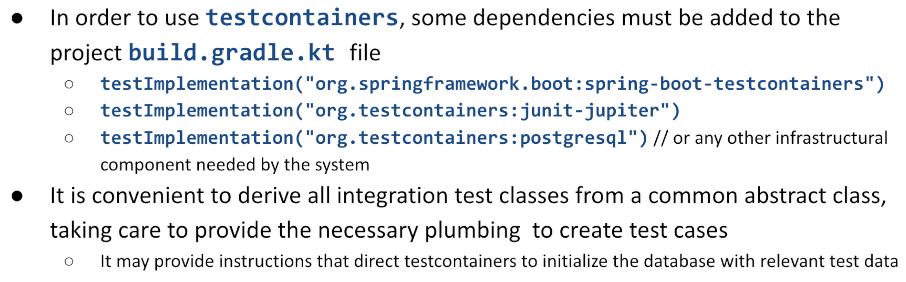 ● In order to use testcontainers, some dependencies must be added to the
project build.gradle.kt file
○ testImplementation("org.springframework.boot:spring-boot-testcontainers")
○ testImplementation("org.testcontainers:junit-jupiter")
○ testImplementation("org.testcontainers:postgresql") // or any other infrastructural
component needed by the system
● It is convenient to derive all integration test classes from a common abstract class,
taking care to provide the necessary plumbing to create test cases
○ It may provide instructions that direct testcontainers to initialize the database with relevant test data